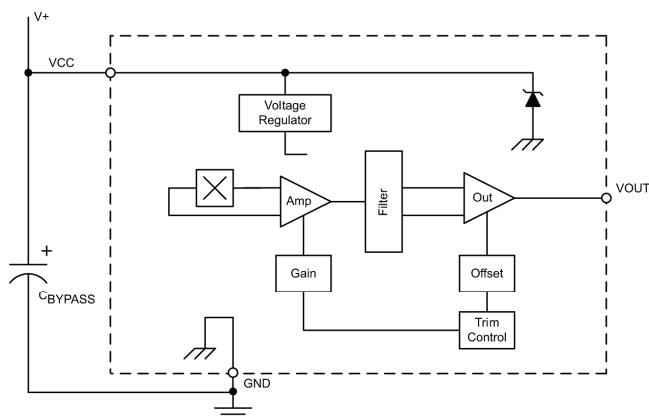 V+
VCC
Voltage
Regulator
Amp
Filter
Out
VOUT
Gain
Offset
+
CBYPASS
Trim
Control
GND